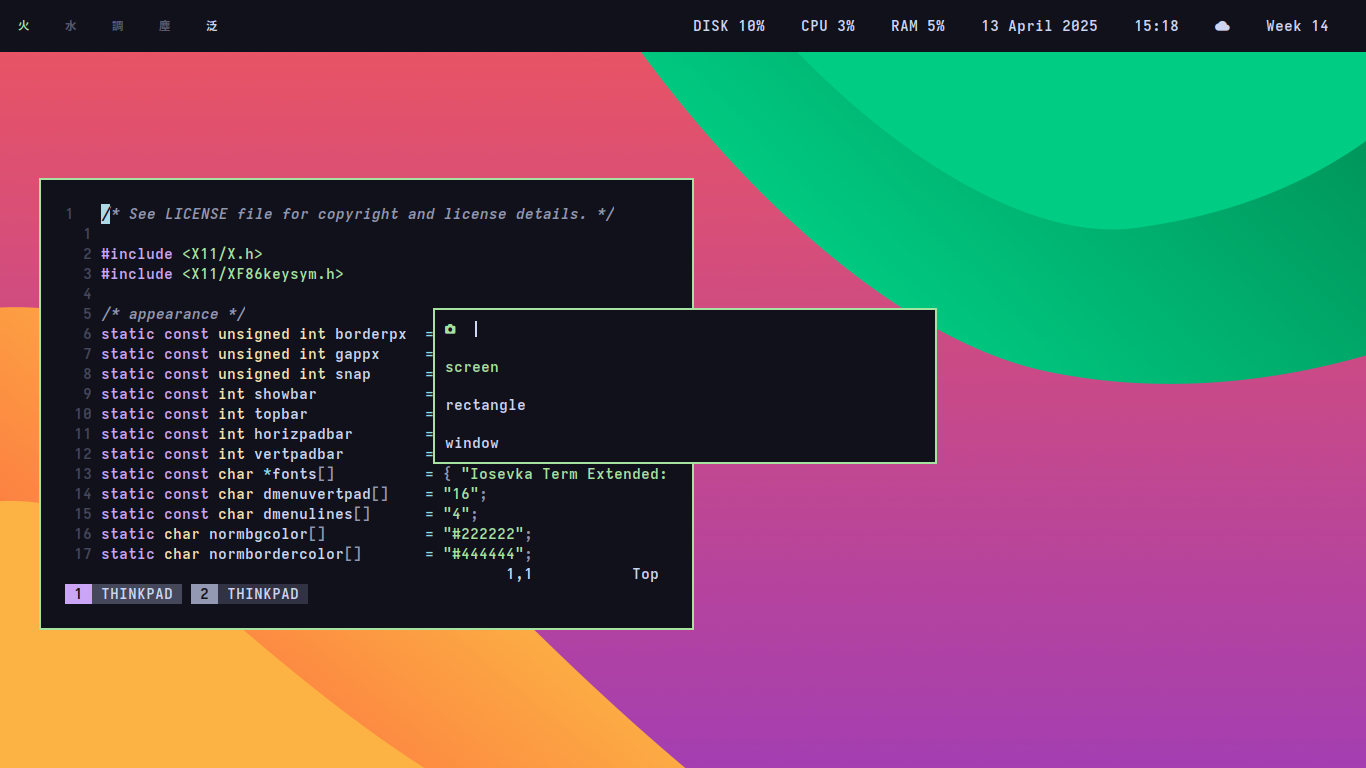 火 水 調 塵 泛 DISK 10% CPU 3% RAM 5% 13 April 2025 15:18 Week 14
1 /* See LICENSE file for copyright and license details. */
1
2 #include <X11/X.h>
3 #include <X11/XF86keysym.h>
4
5 /* appearance */
6 static const unsigned int borderpx =
7 static const unsigned int gappx =
8 static const unsigned int snap =
9 static const int showbar =
10 static const int topbar =
11 static const int horizpadbar =
12 static const int vertpadbar =
13 static const char *fonts[] = { "Iosevka Term Extended:
14 static const char dmenuvertpad[] = "16";
15 static const char dmenulines[] = "4";
16 static char normbgcolor[] = "#222222";
17 static char normbordercolor[] = "#444444";
1,1 Top
1 THINKPAD 2 THINKPAD
screen
rectangle
window